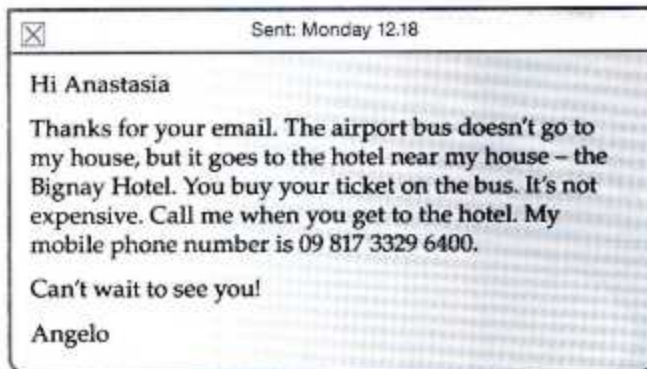 Sent: Monday 12.18
Hi Anastasia
Thanks for your email. The airport bus doesn't go to
my house, but it goes to the hotel near my house – the
Bignay Hotel. You buy your ticket on the bus. It's not
expensive. Call me when you get to the hotel. My
mobile phone number is 09 817 3329 6400.
Can't wait to see you!
Angelo